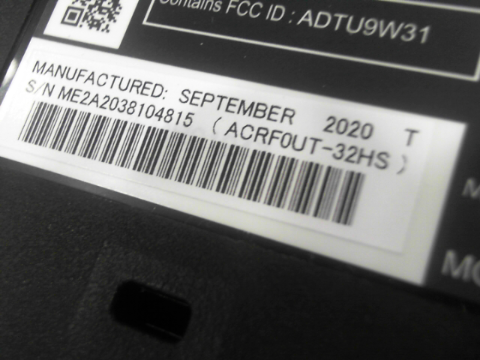 Contains FCC ID : ADTU9W31
MANUFACTURED: SEPTEMBER 2020 T
S/N ME2A2038104815 ( ACRF0UT-32HS )